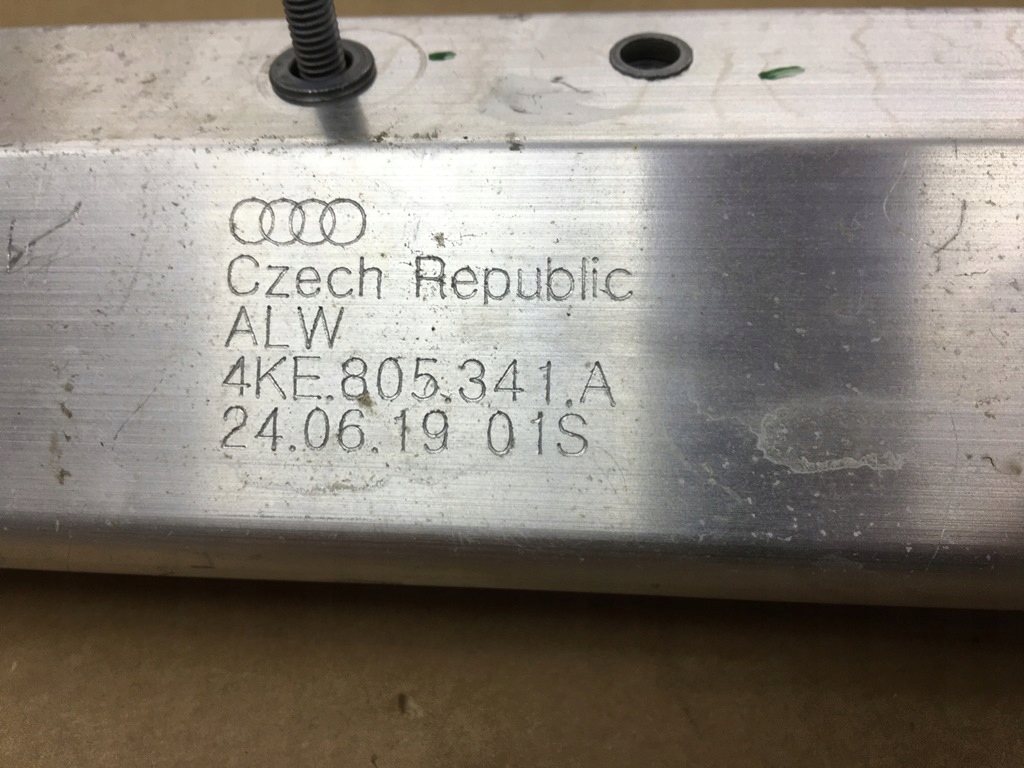 Czech Republic
ALW
4KE.805.341.A
24.06.19 01S